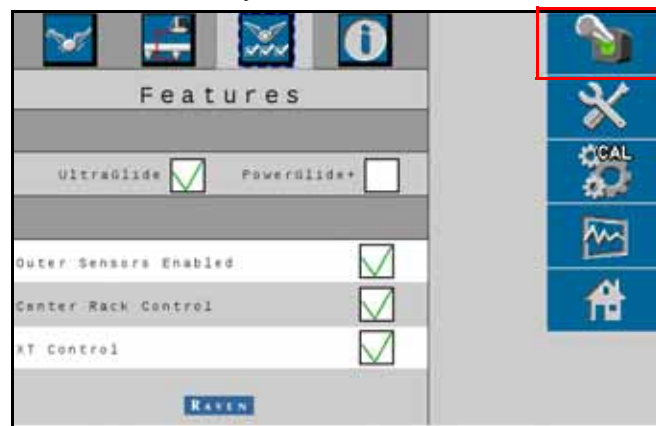 Features
UltraGlide PowerGlide+
CAL
Outer Sensors Enabled
Center Rack Control
XT Control
RAVEN